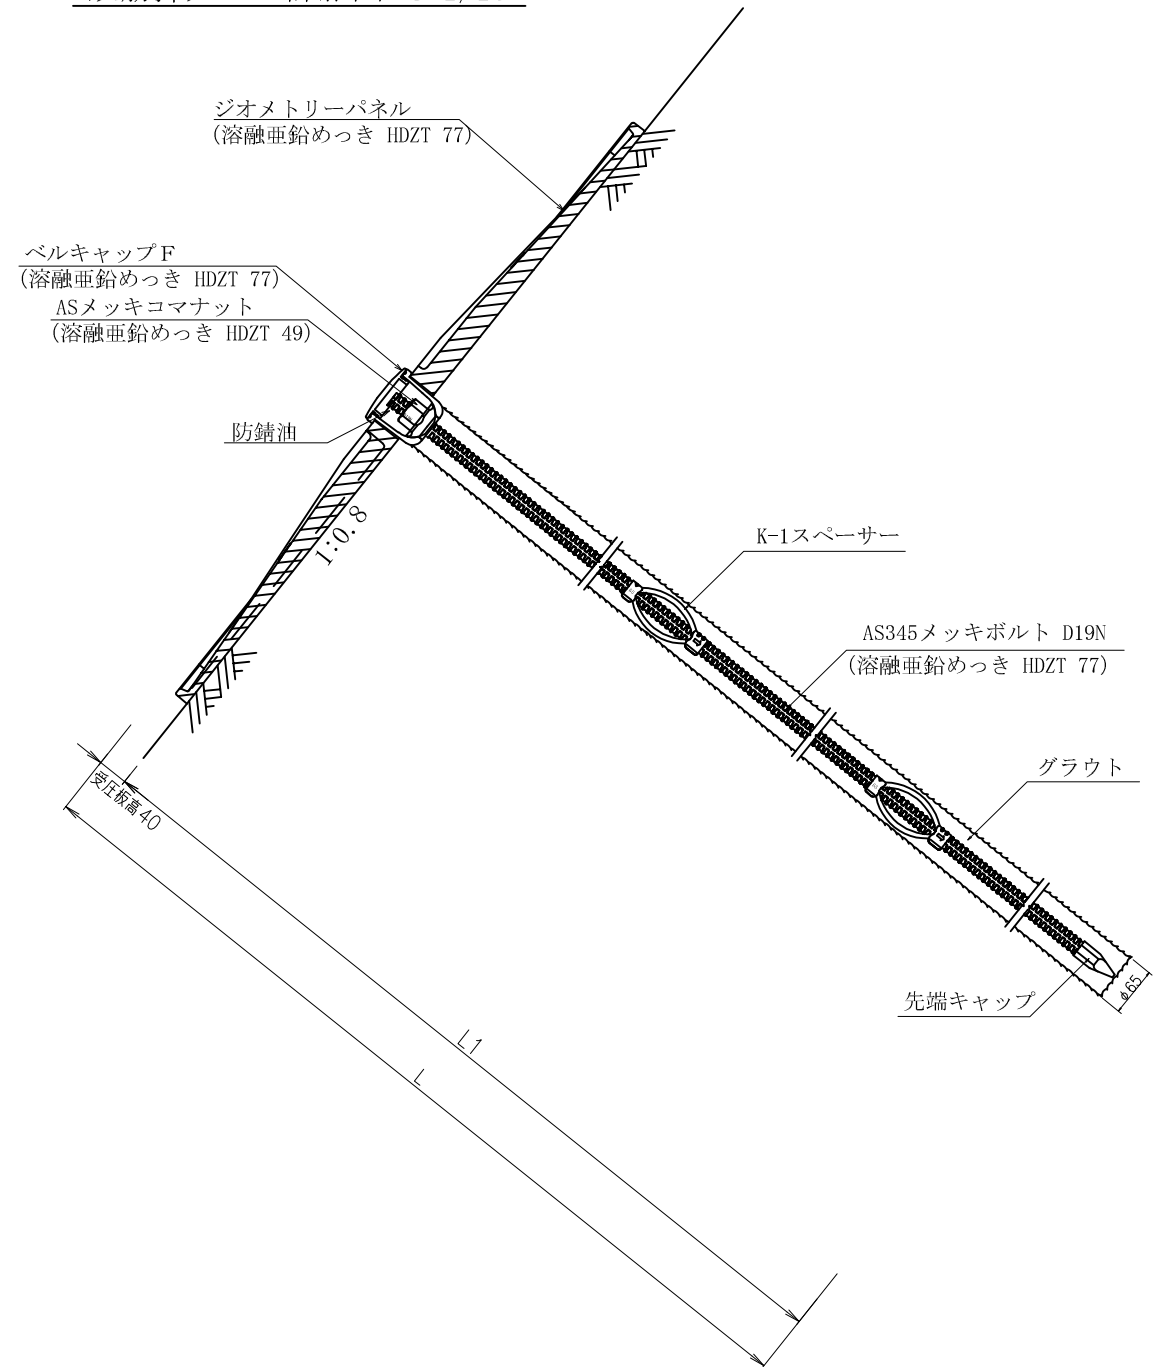 ジオメトリーパネル
(溶融亜鉛めっき HDZT 77)
ベルキャップF
(溶融亜鉛めっき HDZT 77)
ASメッキコマナット
(溶融亜鉛めっき HDZT 49)
防錆油
1:0.8
K-1スペーサー
AS345メッキボルト D19N
(溶融亜鉛めっき HDZT 77)
グラウト
受圧板高40
先端キャップ
φ65
L1
L